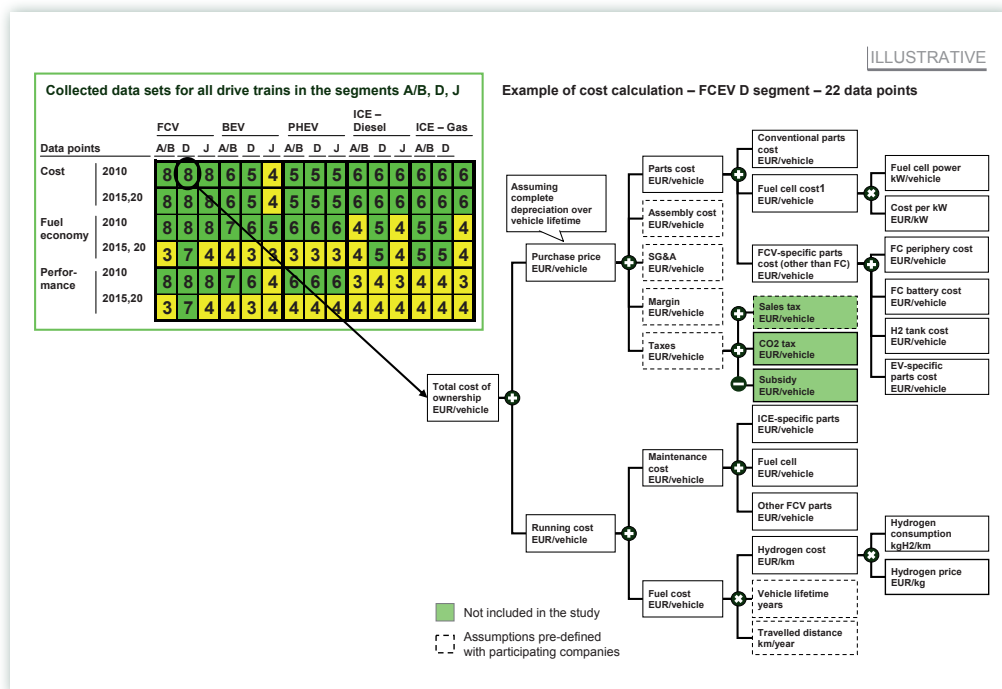 ILLUSTRATIVE
Collected data sets for all drive trains in the segments A/B, D, J
FCV BEV PHEV ICE – Diesel ICE – Gas
Data points A/B D J A/B D J A/B D J A/B D J A/B D
Cost 2010 8 8 8 6 5 4 5 5 5 6 6 6 6 6 6
2015,20 8 8 8 6 5 4 5 5 5 6 6 6 6 6 6
Fuel economy 2010 8 8 8 7 6 5 6 6 6 4 5 4 5 5 4
2015, 20 3 7 4 4 3 3 3 3 3 4 5 4 5 5 4
Perfor-mance 2010 8 8 8 7 6 4 6 6 6 3 4 3 4 4 3
2015,20 3 7 4 4 3 4 4 4 4 4 4 4 4 4 4
Example of cost calculation – FCEV D segment – 22 data points
Total cost of
ownership
EUR/vehicle
Assuming
complete
depreciation over
vehicle lifetime
Purchase price
EUR/vehicle
Parts cost
EUR/vehicle
Assembly cost
EUR/vehicle
SG&A
EUR/vehicle
Margin
EUR/vehicle
Taxes
EUR/vehicle
Conventional parts
cost
EUR/vehicle
Fuel cell cost1
EUR/vehicle
FCV-specific parts
cost (other than FC)
EUR/vehicle
Fuel cell power
kW/vehicle
Cost per kW
EUR/kW
FC periphery cost
EUR/vehicle
FC battery cost
EUR/vehicle
H2 tank cost
EUR/vehicle
EV-specific
parts cost
EUR/vehicle
Sales tax
EUR/vehicle
CO2 tax
EUR/vehicle
Subsidy
EUR/vehicle
Running cost
EUR/vehicle
Maintenance
cost
EUR/vehicle
ICE-specific parts
EUR/vehicle
Fuel cell
EUR/vehicle
Other FCV parts
EUR/vehicle
Fuel cost
EUR/vehicle
Hydrogen cost
EUR/km
Vehicle lifetime
years
Travelled distance
km/year
Hydrogen
consumption
kgH2/km
Hydrogen price
EUR/kg
Not included in the study
Assumptions pre-defined
with participating companies